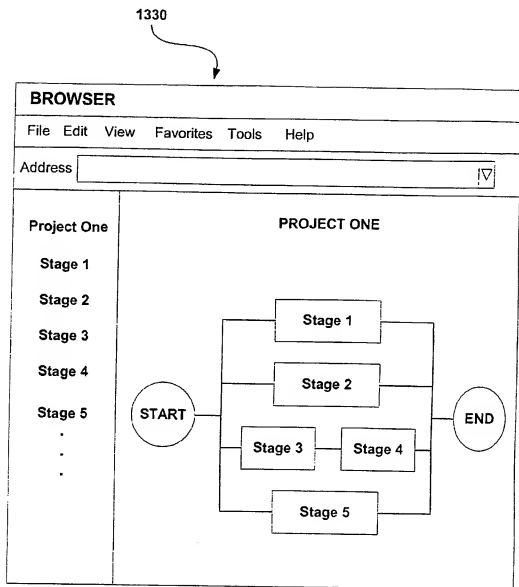 1330
BROWSER
File Edit View Favorites Tools Help
Address
Project One
Stage 1
Stage 2
Stage 3
Stage 4
Stage 5
PROJECT ONE
START
Stage 1
Stage 2
Stage 3 Stage 4
Stage 5
END